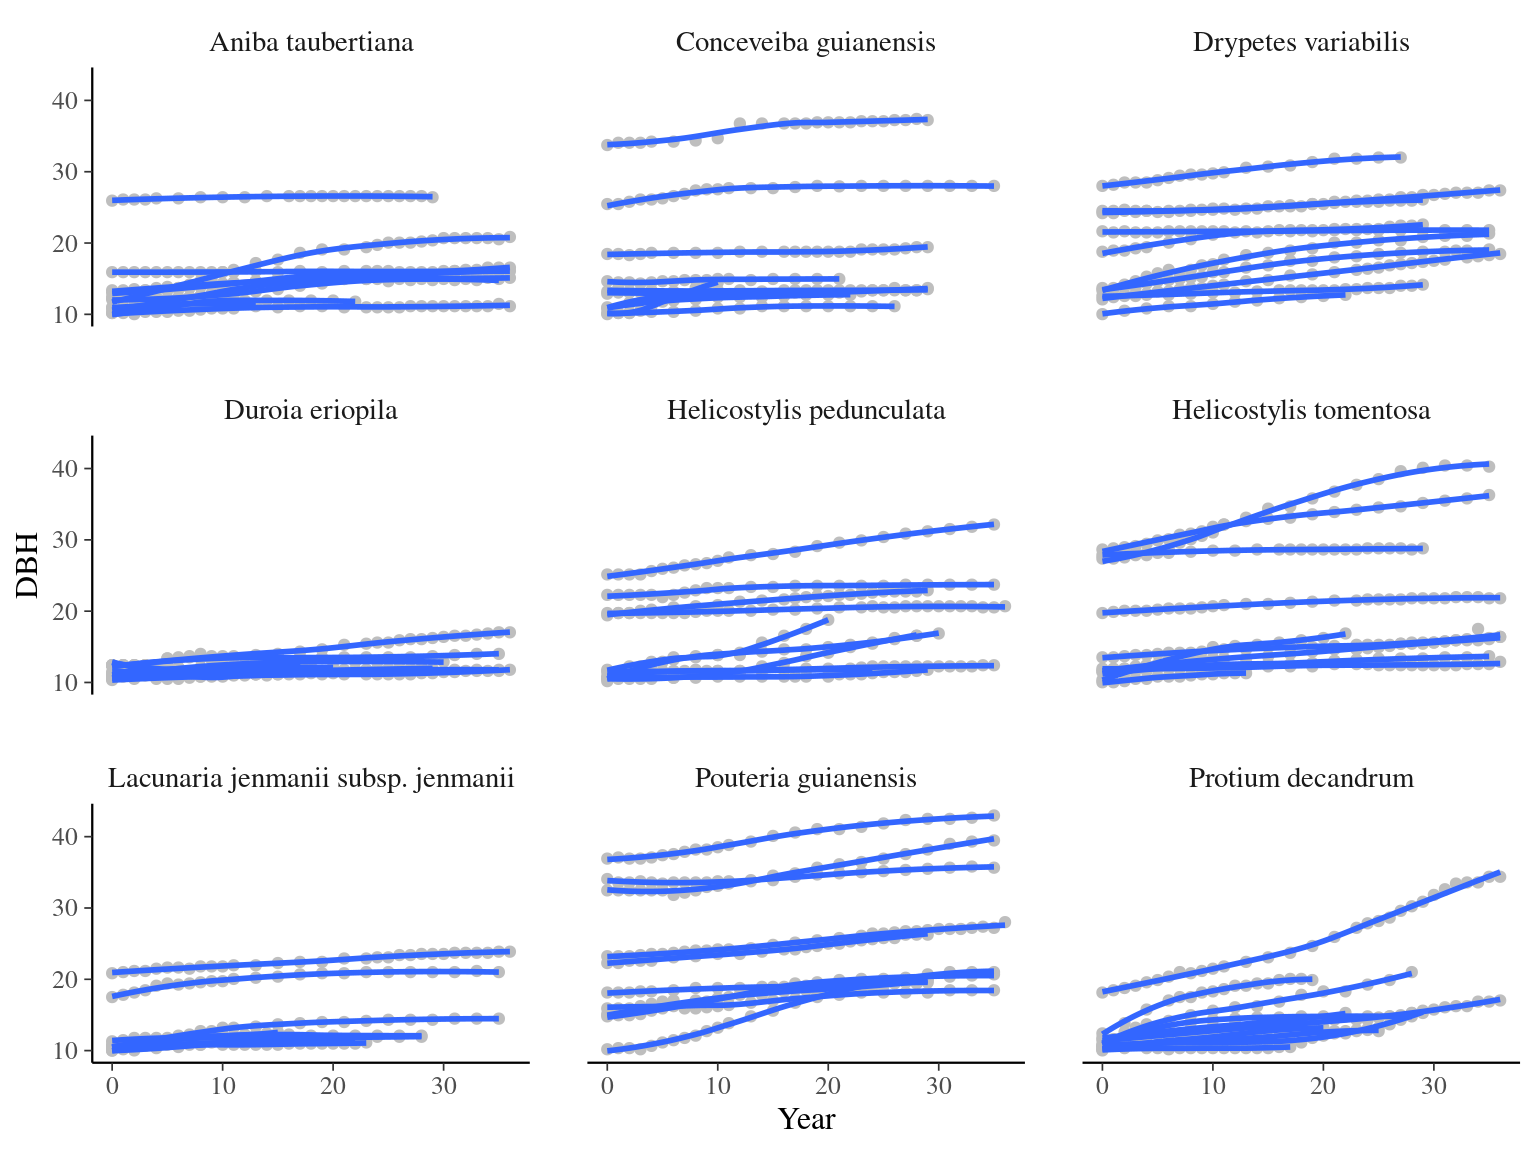 Aniba taubertiana
Conceveiba guianensis
Drypetes variabilis
40
30
20
10
Duroia eriopila
Helicostylis pedunculata
Helicostylis tomentosa
40
30
20
10
DBH
Lacunaria jenmanii subsp. jenmanii
Pouteria guianensis
Protium decandrum
40
30
20
10
0 10 20 30
0 10 20 30
0 10 20 30
Year